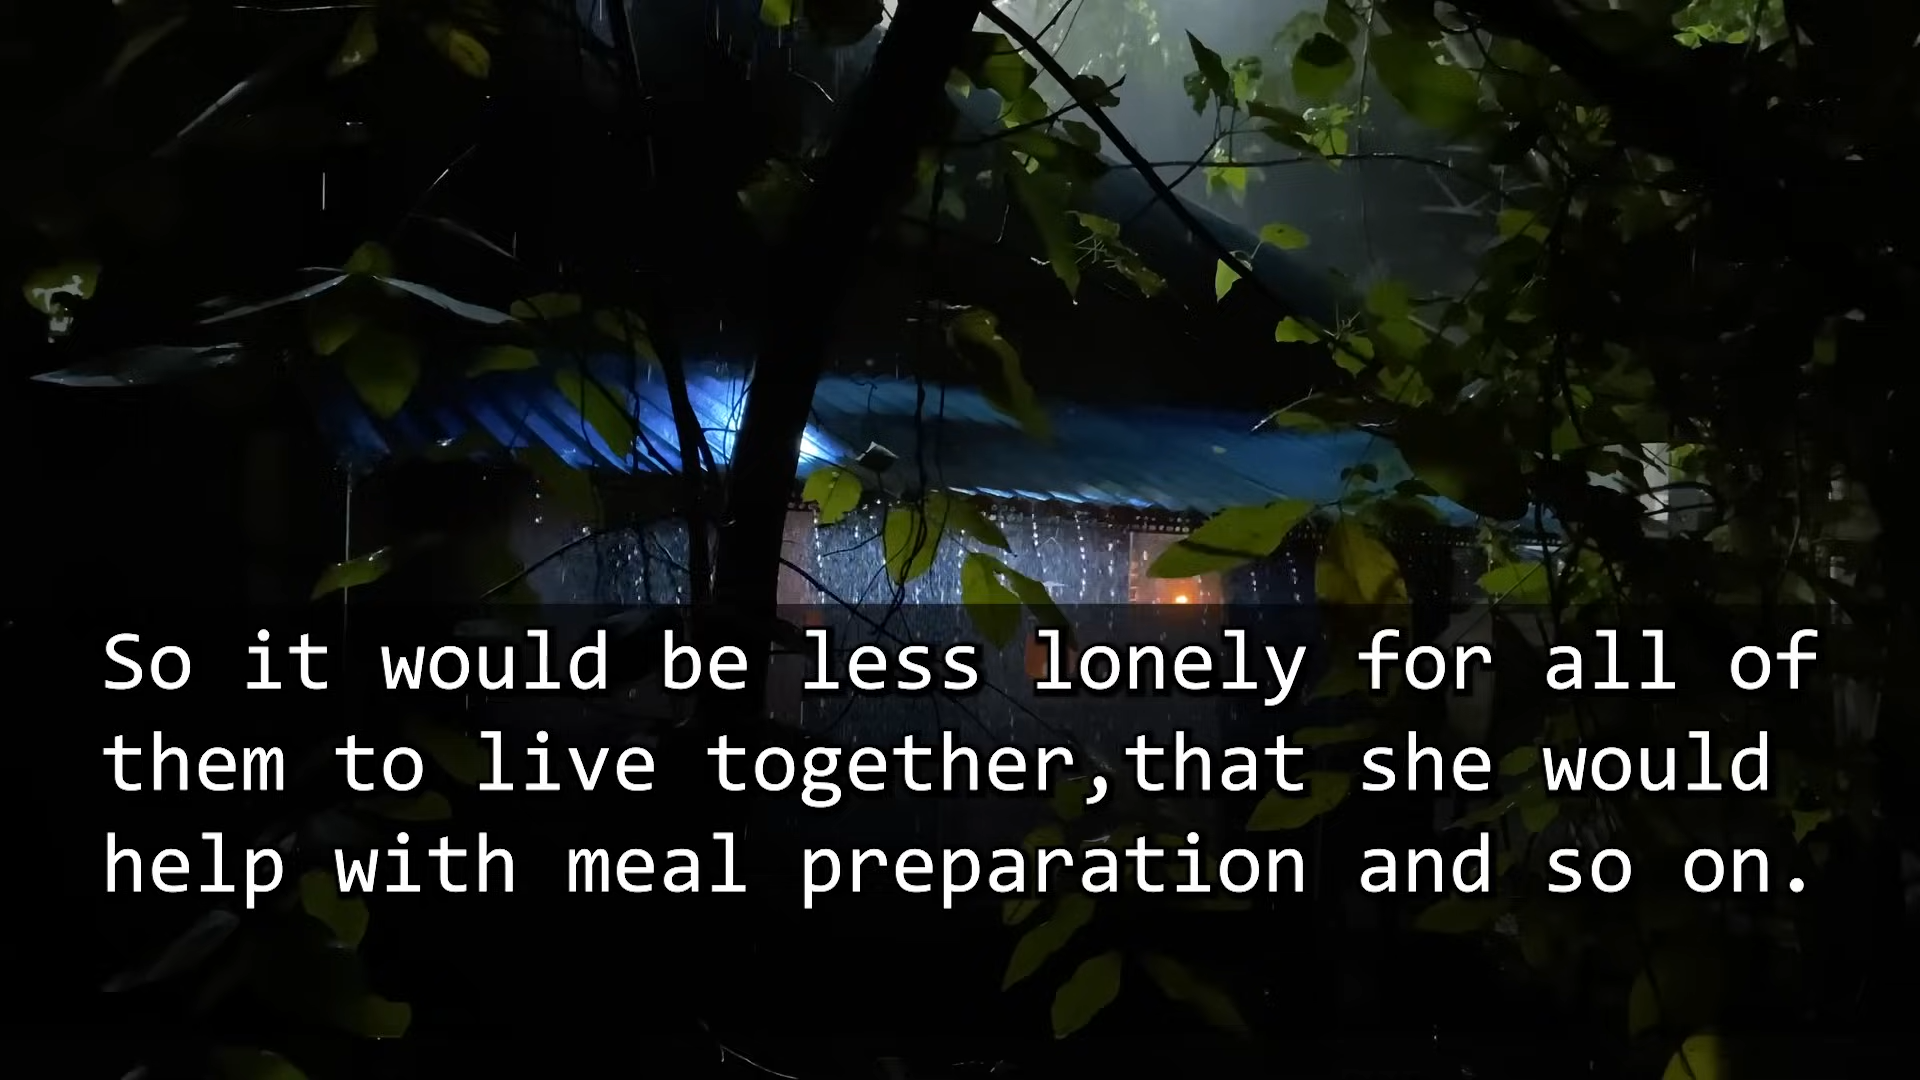 So it would be less lonely for all of
them to live together,that she would
help with meal preparation and so on.